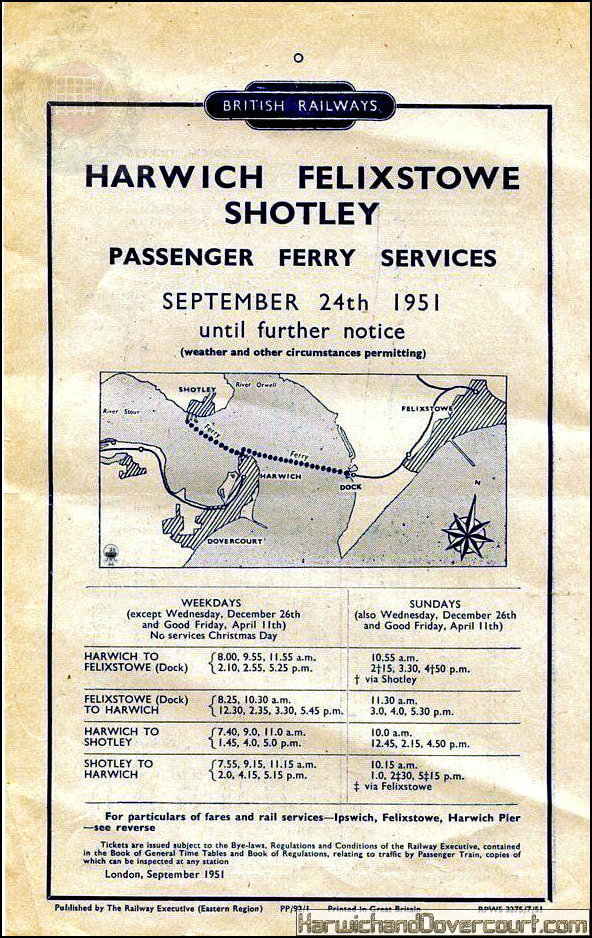 BRITISH RAILWAYS
HARWICH FELIXSTOWE
SHOTLEY
PASSENGER FERRY SERVICES
SEPTEMBER 24th 1951
until further notice
(weather and other circumstances permitting)
SHOTLEY
River Orwell
River Stour
FELIXSTOWE
Ferry
Ferry
HARWICH
DOCK
N
DOVERCOURT
WEEKDAYS
(except Wednesday, December 26th
and Good Friday, April 11th)
No services Christmas Day
SUNDAYS
(also Wednesday, December 26th
and Good Friday, April 11th)
HARWICH TO
FELIXSTOWE (Dock)
8.00, 9.55, 11.55 a.m.
2.10, 2.55, 5.25 p.m.
10.55 a.m.
2†15, 3.30, 4†50 p.m.
† via Shotley
FELIXSTOWE (Dock)
TO HARWICH
8.25, 10.30 a.m.
12.30, 2.35, 3.30, 5.45 p.m.
11.30 a.m.
3.0, 4.0, 5.30 p.m.
HARWICH TO
SHOTLEY
7.40, 9.0, 11.0 a.m.
1.45, 4.0, 5.0 p.m.
10.0 a.m.
12.45, 2.15, 4.50 p.m.
SHOTLEY TO
HARWICH
7.55, 9.15, 11.15 a.m.
2.0, 4.15, 5.15 p.m.
10.15 a.m.
1.0, 2‡30, 5‡15 p.m.
‡ via Felixstowe
For particulars of fares and rail services—Ipswich, Felixstowe, Harwich Pier
—see reverse
Tickets are issued subject to the Bye-laws, Regulations and Conditions of the Railway Executive, contained
in the Book of General Time Tables and Book of Regulations, relating to traffic by Passenger Train, copies of
which can be inspected at any station
London, September 1951
Published by The Railway Executive (Eastern Region)
Printed in Great Britain
HarwichandDovercourt.com